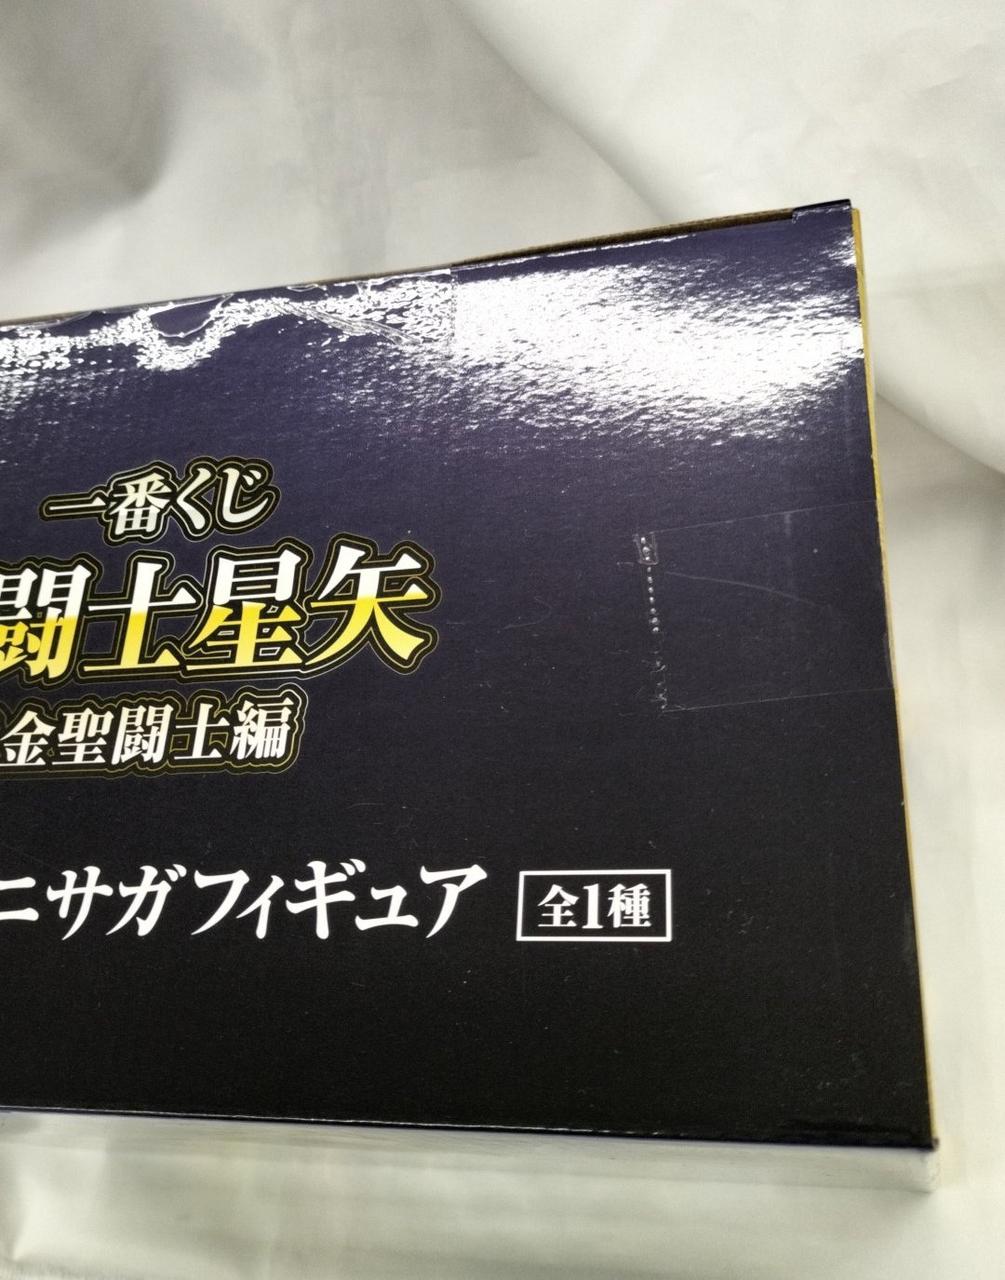 一番くじ
闘士星矢
金聖闘士編
ニサガフィギュア 全1種